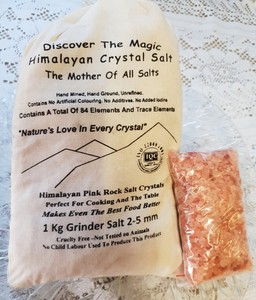 Discover The Magic
Himalayan Crystal Salt
The Mother Of All Salts
Hand Mined, Hand Ground, Unrefined.
Contains No Artificial Colouring. No Additives. No Added Iodine
Contains A Total Of 84 Elements And Trace Elements
"Nature's Love In Every Crystal"
IQC
Himalayan Pink Rock Salt Crystals
Perfect For Cooking And The Table
Makes Even The Best Food Better
1 Kg Grinder Salt 2-5 mm
Cruelty Free -Not Tested on Animals
No Child Labour Used To Produce This Product